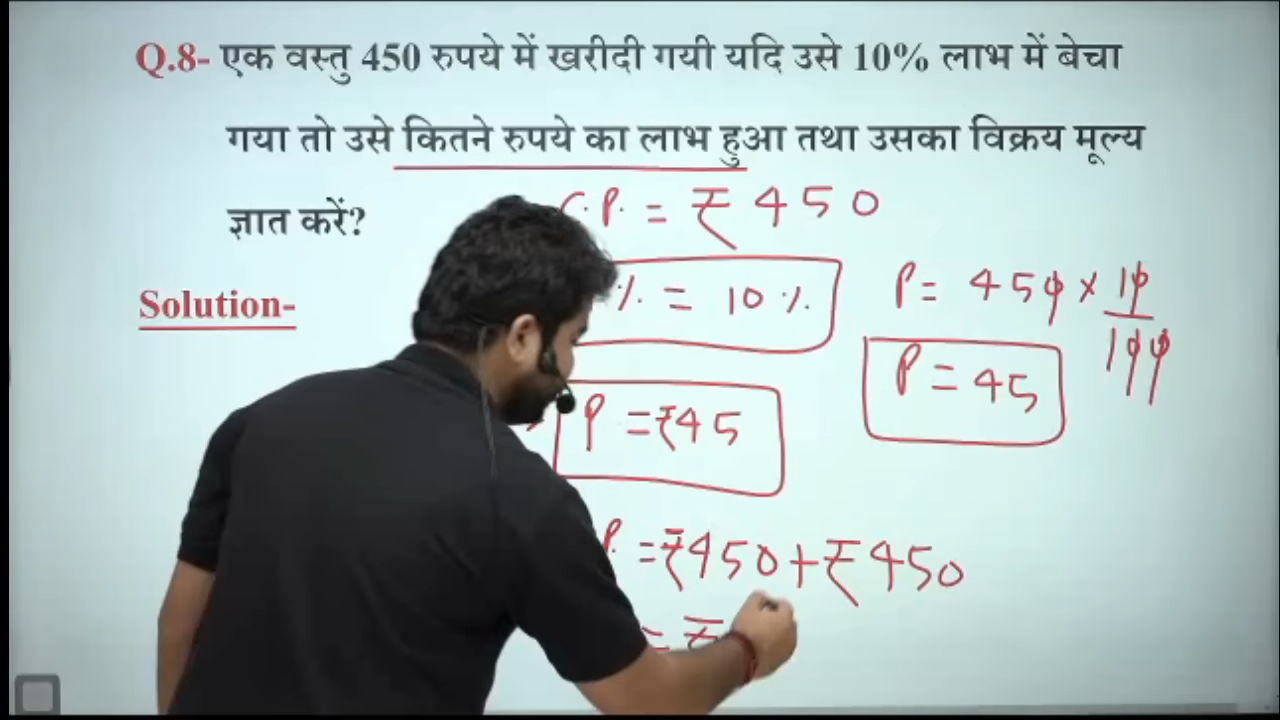 Q.8- एक वस्तु 450 रुपये में खरीदी गयी यदि उसे 10% लाभ में बेचा
गया तो उसे कितने रुपये का लाभ हुआ तथा उसका विक्रय मूल्य
ज्ञात करें?
Solution-
C.P. = ₹450
% = 10%
P = ₹45
P = 450 × 10/100
P = 45
P. = ₹450 + ₹450
= ₹